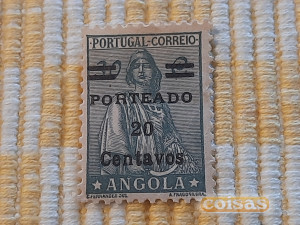 PORTUGAL-CORREIO
PORTEADO
20
Centavos
ANGOLA
coisas